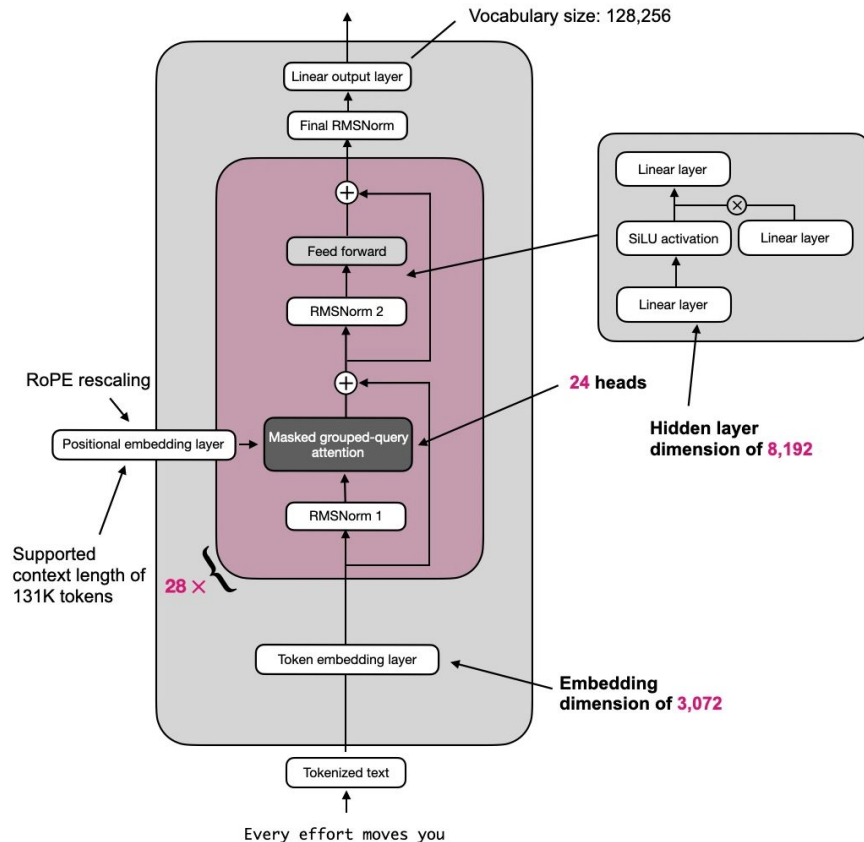 Vocabulary size: 128,256
Linear output layer
Final RMSNorm
Linear layer
SiLU activation
Linear layer
Linear layer
Feed forward
RMSNorm 2
24 heads
Hidden layer
dimension of 8,192
RoPE rescaling
Positional embedding layer
Masked grouped-query
attention
RMSNorm 1
Supported
context length of
131K tokens
28 ×
Token embedding layer
Embedding
dimension of 3,072
Tokenized text
Every effort moves you